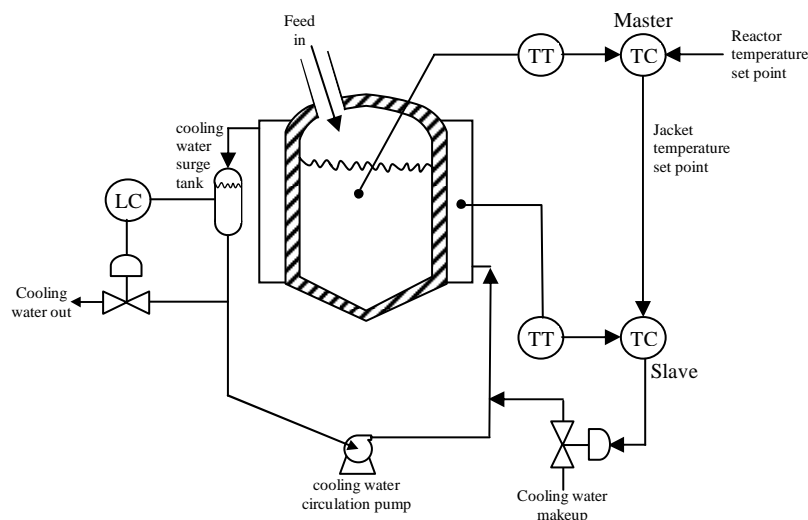 Master
Feed
in
TT
TC
Reactor
temperature
set point
cooling
water
surge
tank
Jacket
temperature
set point
LC
Cooling
water out
TT
TC
Slave
cooling water
circulation pump
Cooling water
makeup